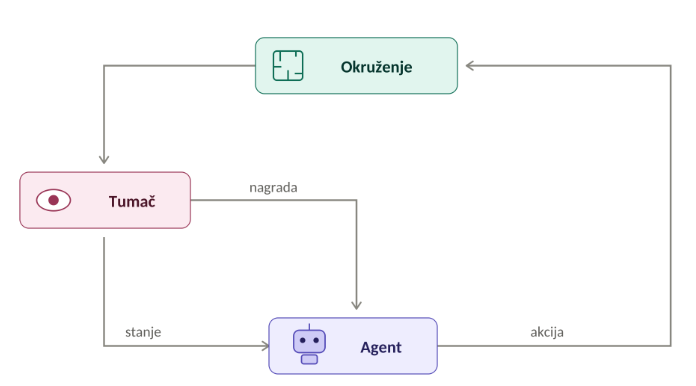 Okruženje
nagrada
Tumač
stanje
akcija
Agent